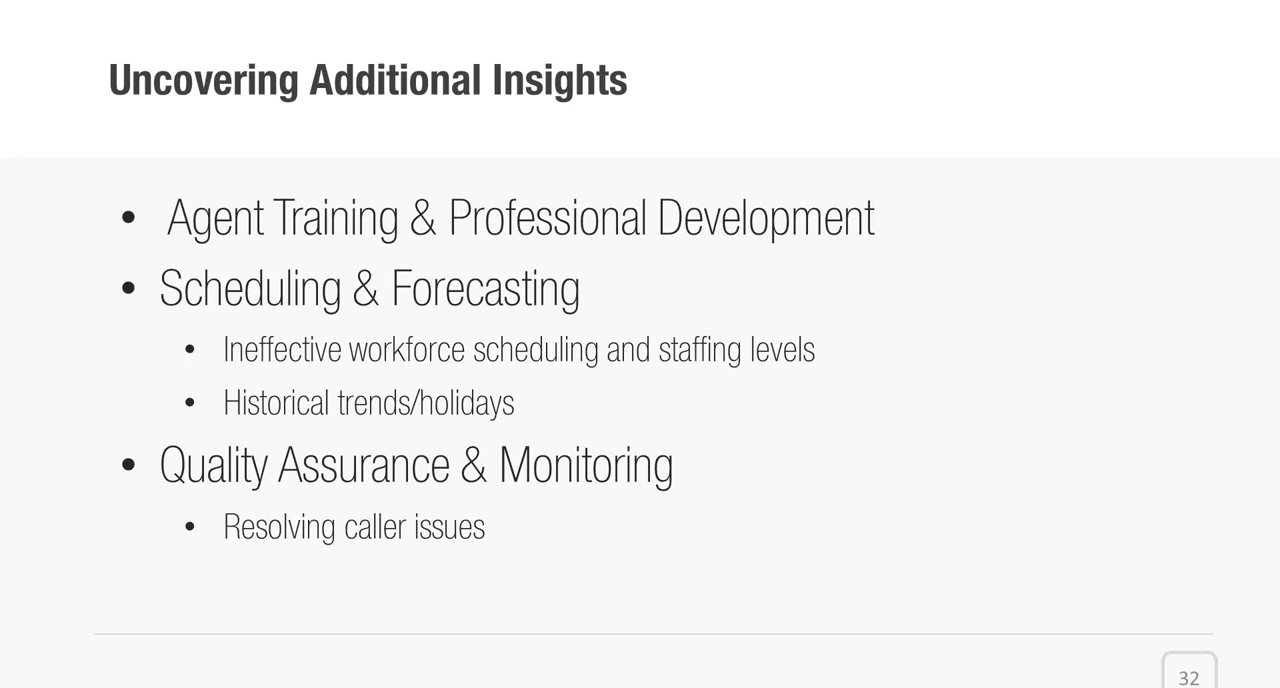 Uncovering Additional Insights
• Agent Training & Professional Development
• Scheduling & Forecasting
• Ineffective workforce scheduling and staffing levels
• Historical trends/holidays
• Quality Assurance & Monitoring
• Resolving caller issues
32